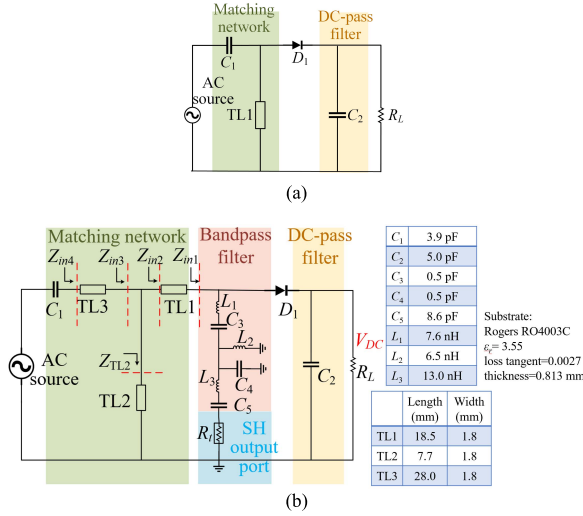 Matching
network
DC-pass
filter
C1
D1
AC
source
TL1
C2
RL
(a)
Matching network
Bandpass
filter
DC-pass
filter
Zin4
Zin3
Zin2
Zin1
C1
TL3
TL1
L1
C3
D1
L2
VDC
AC
source
ZTL2
TL2
L3
C4
C5
C2
RL
Rl
SH
output
port
C1 3.9 pF
C2 5.0 pF
C3 0.5 pF
C4 0.5 pF
C5 8.6 pF
L1 7.6 nH
L2 6.5 nH
L3 13.0 nH
Substrate:
Rogers RO4003C
εr= 3.55
loss tangent=0.0027
thickness=0.813 mm
Length (mm) Width (mm)
TL1 18.5 1.8
TL2 7.7 1.8
TL3 28.0 1.8
(b)